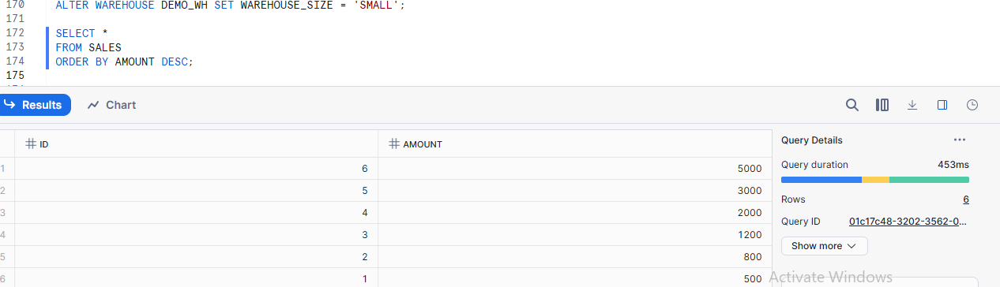 170 ALTER WAREHOUSE DEMO_WH SET WAREHOUSE_SIZE = 'SMALL';
171
172 SELECT *
173 FROM SALES
174 ORDER BY AMOUNT DESC;
175
Results Chart
ID AMOUNT Query Details ...
1 6 5000 Query duration 453ms
2 5 3000
3 4 2000 Rows 6
4 3 1200 Query ID 01c17c48-3202-3562-0...
5 2 800 Show more
6 1 500
Activate Windows